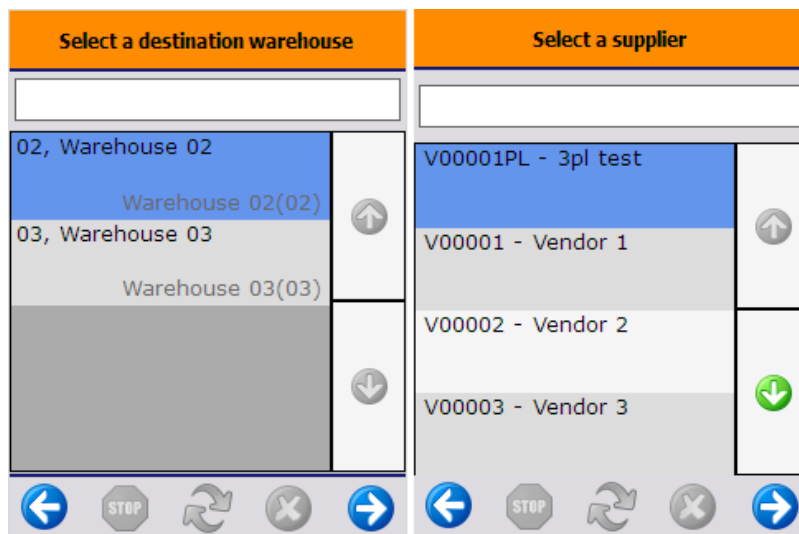 Select a destination warehouse
02, Warehouse 02
Warehouse 02(02)
03, Warehouse 03
Warehouse 03(03)
STOP
Select a supplier
V00001PL - 3pl test
V00001 - Vendor 1
V00002 - Vendor 2
V00003 - Vendor 3
STOP